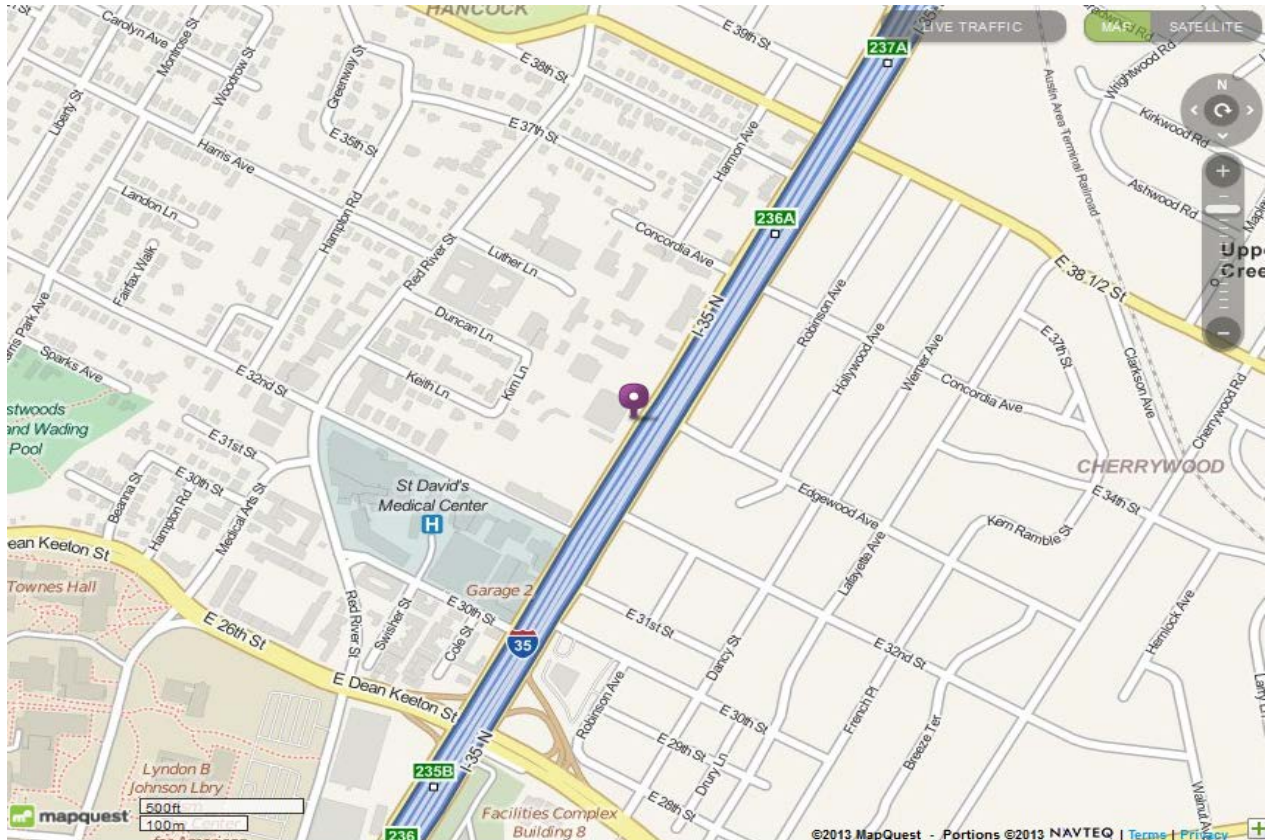 HANCOCK
Carolyn Ave
Montrose St
Woodrow St
Greenway St
E 38th St
E 39th St
237A
I-35 N
LIVE TRAFFIC
MAP
SATELLITE
Wrightwood Rd
N
Liberty St
E 35th St
E 37th St
Harmon Ave
Kirkwood Rd
Harris Ave
Austin Area Terminal Railroad
Ashwood Rd
Landon Ln
Hampton Rd
236A
Concordia Ave
Fairfax Walk
Red River St
Luther Ln
E 38 1/2 St
Robinson Ave
I-35 N
Duncan Ln
Hollywood Ave
Werner Ave
E 37th St
Sparks Ave
E 32nd St
Keith Ln
Kim Ln
Concordia Ave
Clarkson Ave
Cherrywood Rd
and Wading
Pool
E 31st St
CHERRYWOOD
E 30th St
St David's
Medical Center
H
Beanna St
Hampton Rd
Medical Arts St
Edgewood Ave
E 34th St
Kern Ramble St
Lafayette Ave
Townes Hall
Garage 2
E 26th St
Red River St
Swisher St
Cole St
E 30th St
35
E 31st St
Dancy St
E 32nd St
Hemlock Ave
E Dean Keeton St
Robinson Ave
E 30th St
French Pl
Breeze Ter
I-35 N
E 29th St
Drury Ln
235B
Lyndon B
Johnson Lbry
E 28th St
Facilities Complex
Building 8
mapquest
500ft
100m
236
©2013 MapQuest - Portions ©2013 NAVTEQ | Terms | Privacy